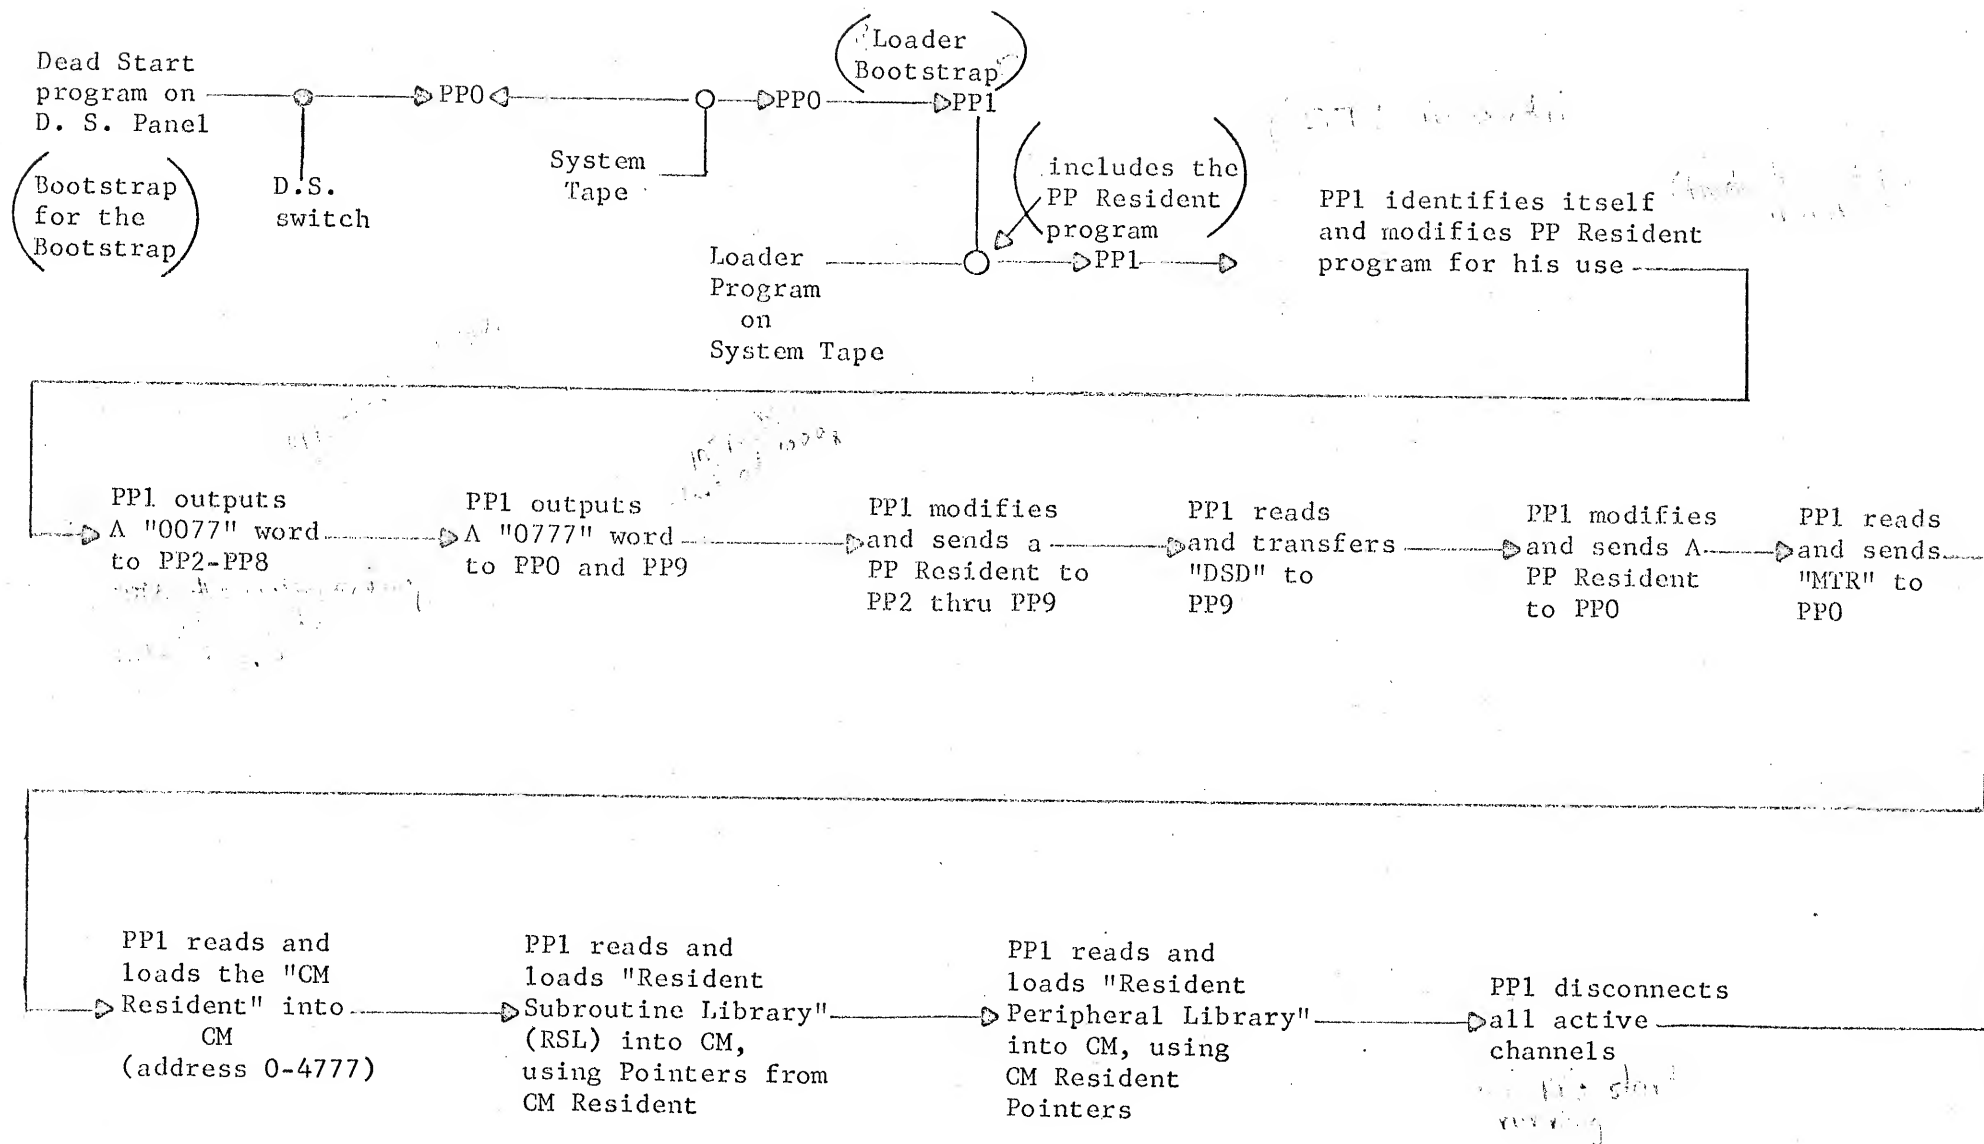 Dead Start
program on
D. S. Panel
(Bootstrap
for the
Bootstrap)
D.S.
switch
PP0
System
Tape
PP0
(Loader
Bootstrap)
PP1
(includes the
PP Resident
program)
Loader
Program
on
System Tape
PP1
PP1 identifies itself
and modifies PP Resident
program for his use
PP1 outputs
A "0077" word
to PP2-PP8
PP1 outputs
A "0777" word
to PP0 and PP9
PP1 modifies
and sends a
PP Resident to
PP2 thru PP9
PP1 reads
and transfers
"DSD" to
PP9
PP1 modifies
and sends A
PP Resident
to PP0
PP1 reads
and sends
"MTR" to
PP0
PP1 reads and
loads the "CM
Resident" into
CM
(address 0-4777)
PP1 reads and
loads "Resident
Subroutine Library"
(RSL) into CM,
using Pointers from
CM Resident
PP1 reads and
loads "Resident
Peripheral Library"
into CM, using
CM Resident
Pointers
PP1 disconnects
all active
channels
start
running